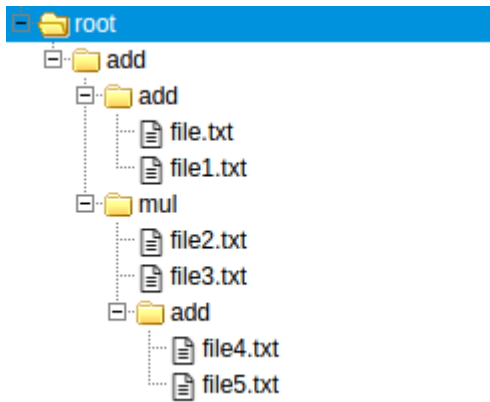 root
add
add
file.txt
file1.txt
mul
file2.txt
file3.txt
add
file4.txt
file5.txt